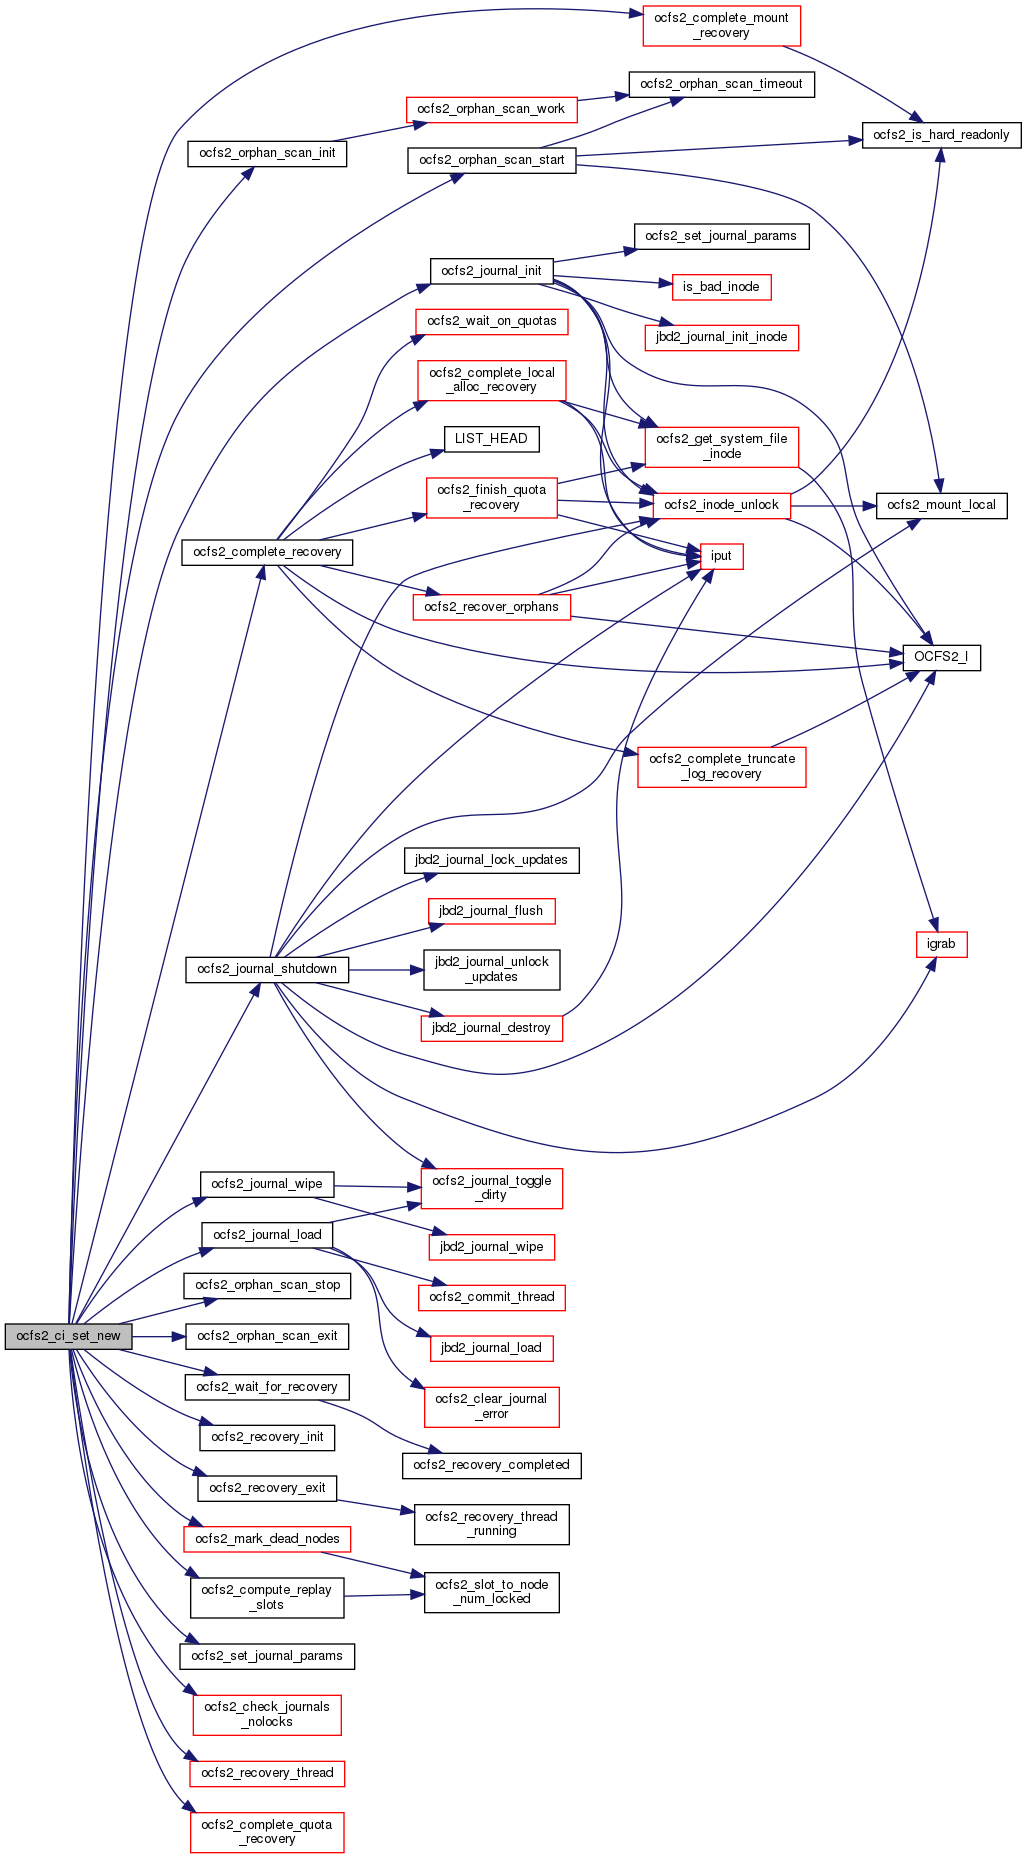 ocfs2_complete_mount
_recovery
ocfs2_orphan_scan_timeout
ocfs2_orphan_scan_work
ocfs2_is_hard_readonly
ocfs2_orphan_scan_init
ocfs2_orphan_scan_start
ocfs2_set_journal_params
ocfs2_journal_init
is_bad_inode
ocfs2_wait_on_quotas
jbd2_journal_init_inode
ocfs2_complete_local
_alloc_recovery
LIST_HEAD
ocfs2_get_system_file
_inode
ocfs2_finish_quota
_recovery
ocfs2_inode_unlock
ocfs2_mount_local
ocfs2_complete_recovery
iput
ocfs2_recover_orphans
OCFS2_I
ocfs2_complete_truncate
_log_recovery
jbd2_journal_lock_updates
jbd2_journal_flush
igrab
ocfs2_journal_shutdown
jbd2_journal_unlock
_updates
jbd2_journal_destroy
ocfs2_journal_wipe
ocfs2_journal_toggle
_dirty
ocfs2_journal_load
jbd2_journal_wipe
ocfs2_orphan_scan_stop
ocfs2_commit_thread
ocfs2_ci_set_new
ocfs2_orphan_scan_exit
jbd2_journal_load
ocfs2_wait_for_recovery
ocfs2_clear_journal
_error
ocfs2_recovery_init
ocfs2_recovery_completed
ocfs2_recovery_exit
ocfs2_recovery_thread
_running
ocfs2_mark_dead_nodes
ocfs2_compute_replay
_slots
ocfs2_slot_to_node
_num_locked
ocfs2_set_journal_params
ocfs2_check_journals
_nolocks
ocfs2_recovery_thread
ocfs2_complete_quota
_recovery